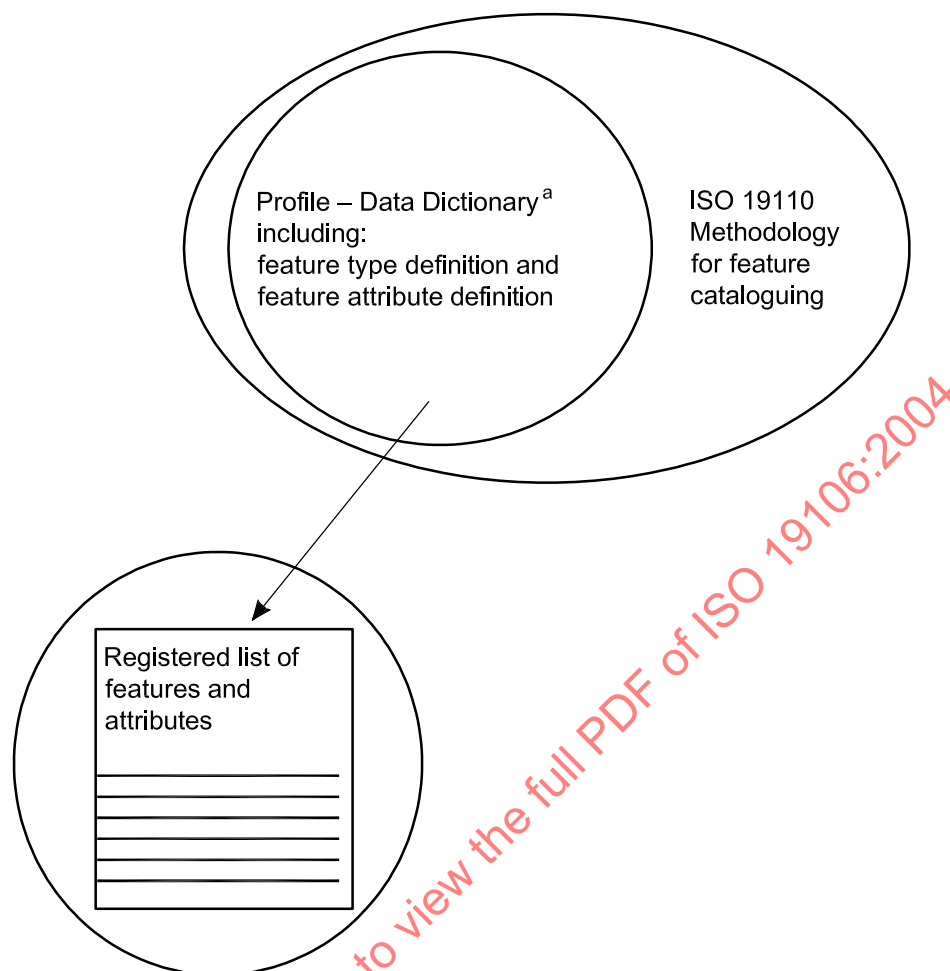 Profile – Data Dictionary a
including:
feature type definition and
feature attribute definition
ISO 19110
Methodology
for feature
cataloguing
Registered list of
features and
attributes
to view the full PDF of ISO 19106:2004